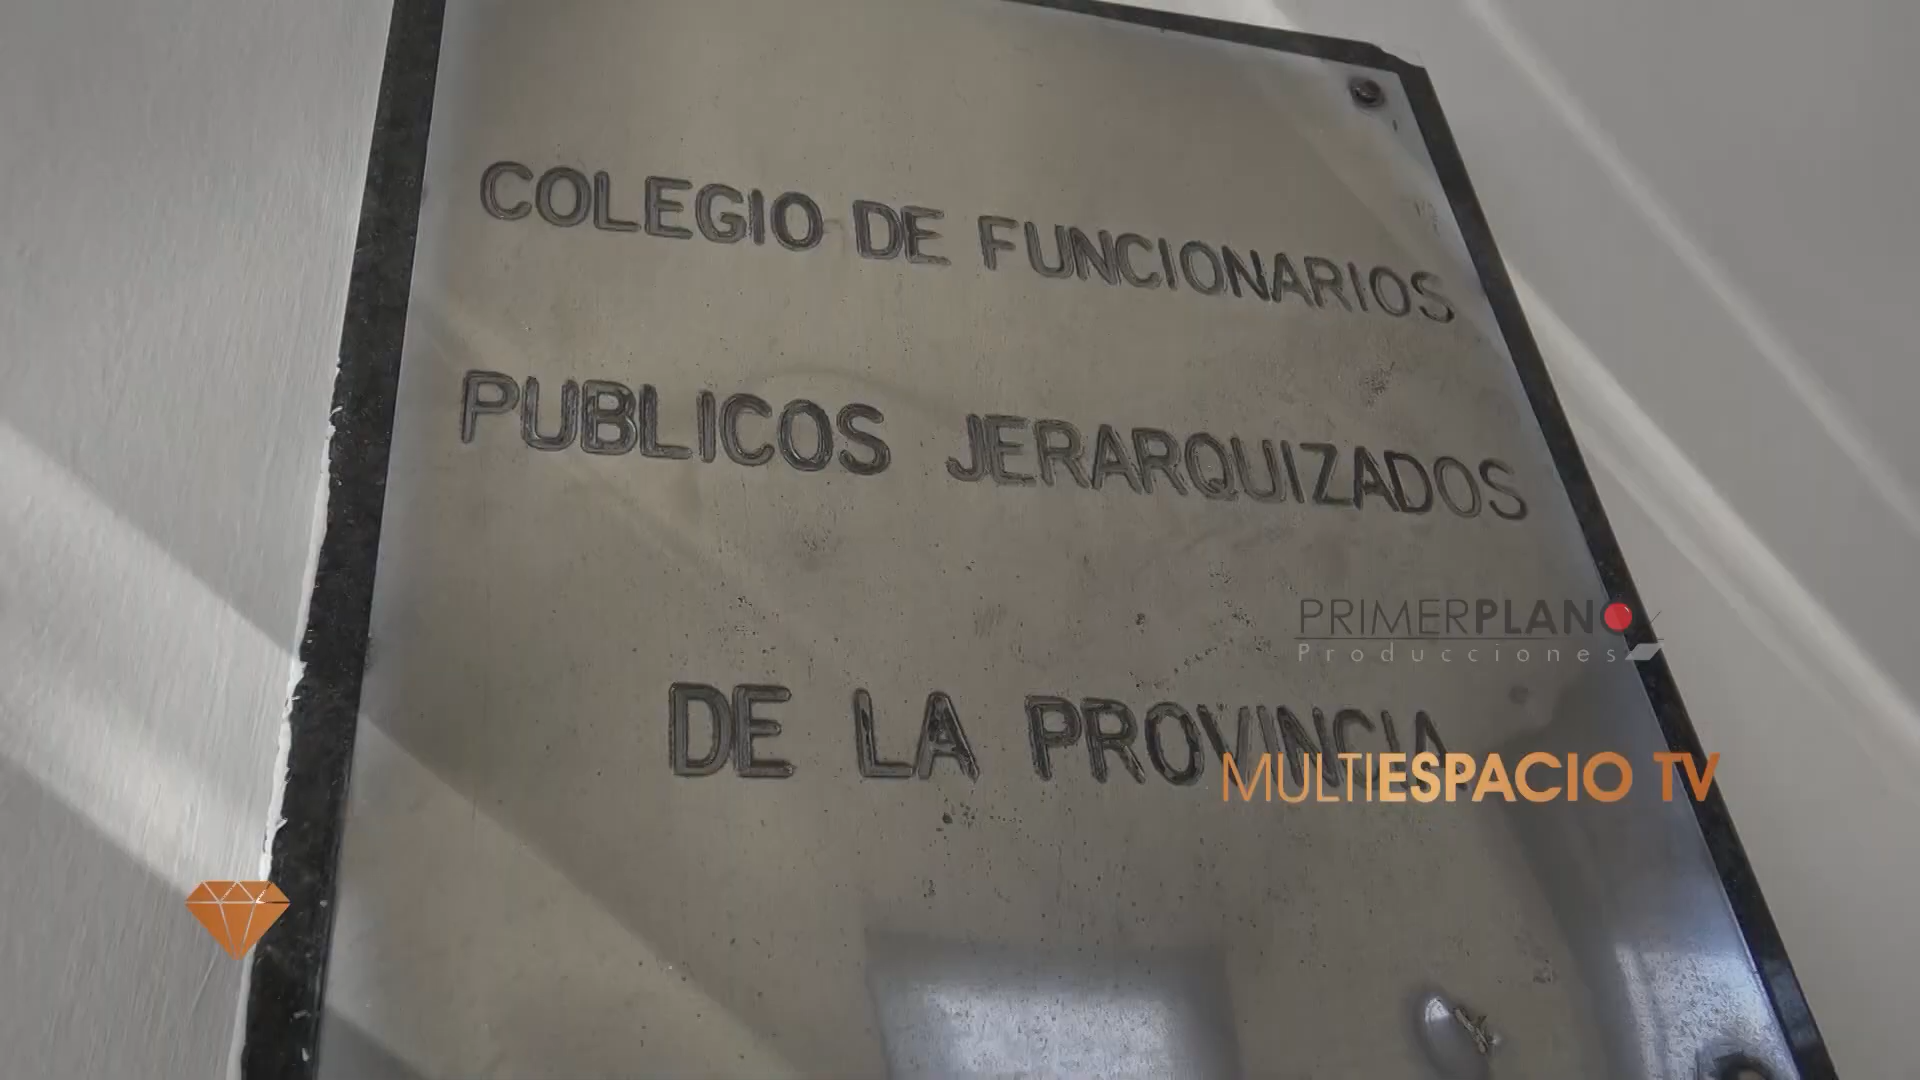 COLEGIO DE FUNCIONARIOS
PUBLICOS JERARQUIZADOS
PRIMERPLANO
Producciones
DE LA PROVINCIA
MULTIESPACIO TV